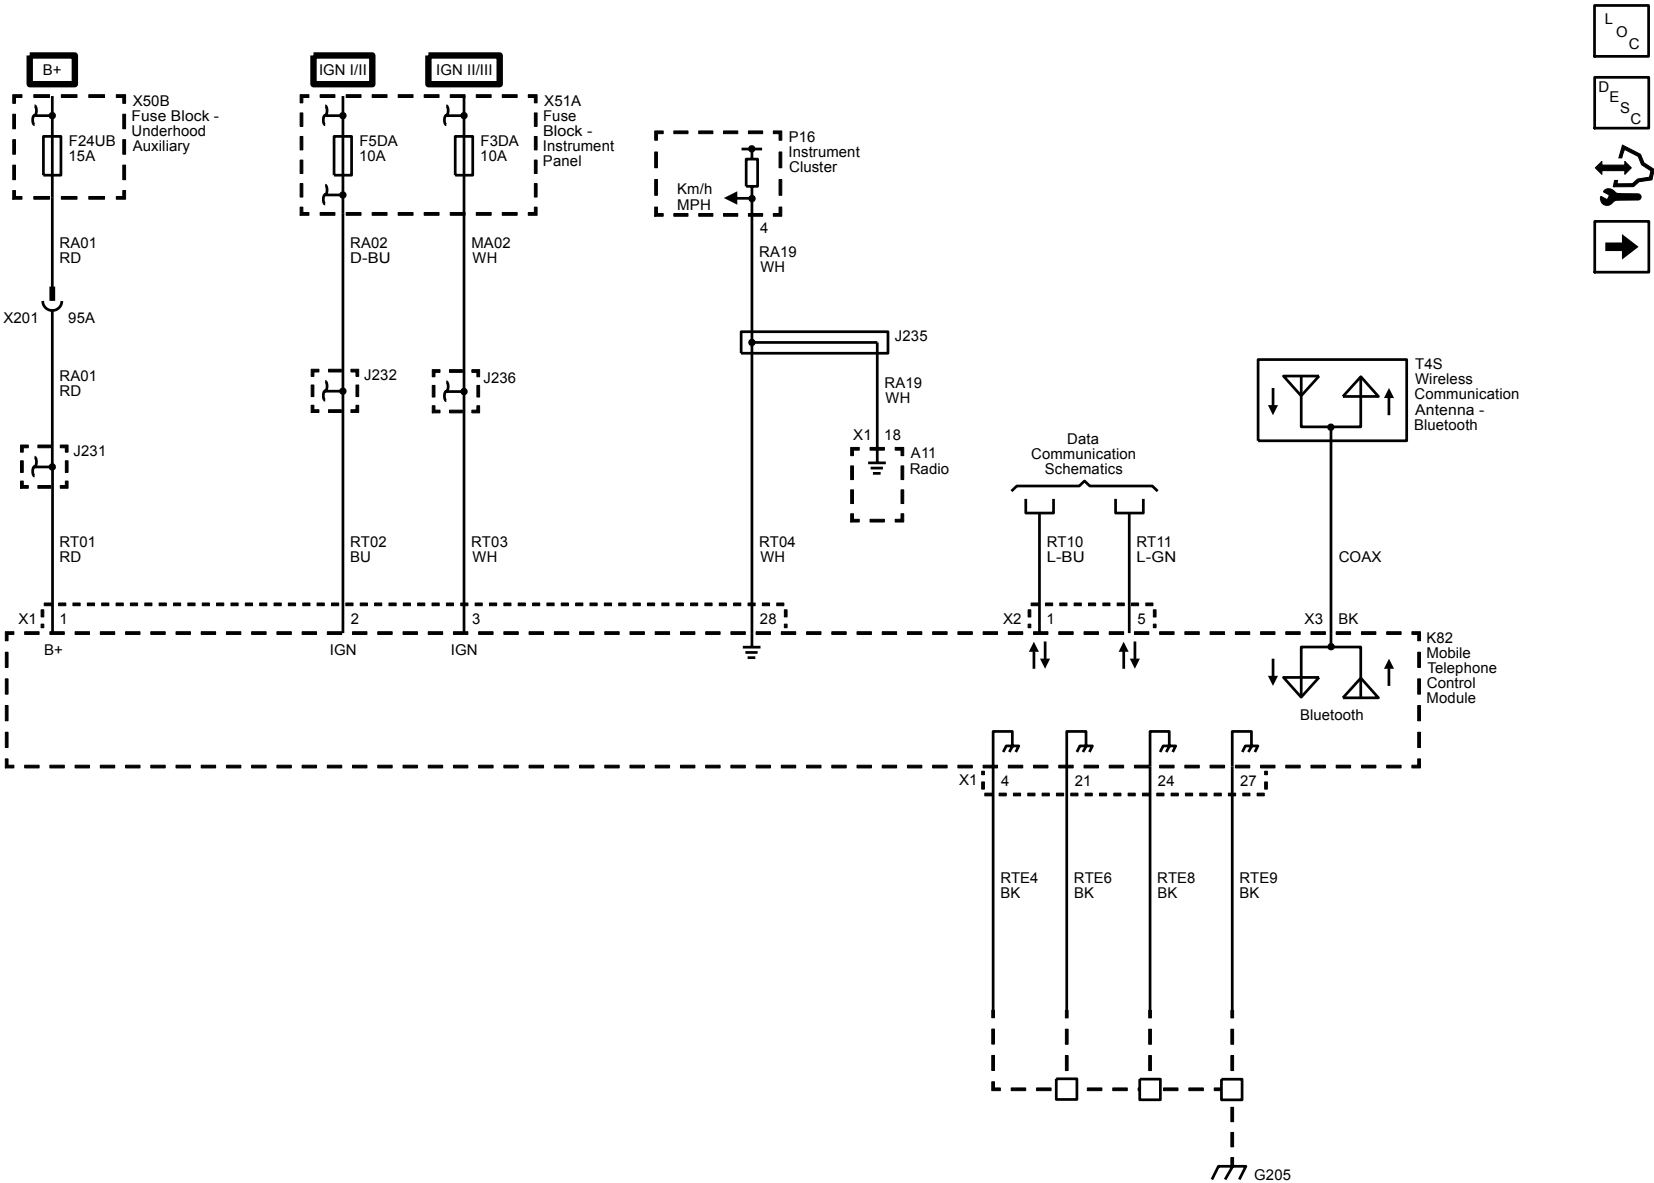 L
O
C
D
E
S
C
B+
IGN I/II
IGN II/III
X50B
Fuse Block -
Underhood
Auxiliary
F24UB
15A
F5DA
10A
F3DA
10A
X51A
Fuse
Block -
Instrument
Panel
P16
Instrument
Cluster
Km/h
MPH
4
RA01
RD
RA02
D-BU
MA02
WH
RA19
WH
X201
95A
J235
RA01
RD
J232
J236
RA19
WH
T4S
Wireless
Communication
Antenna -
Bluetooth
J231
X1
18
A11
Radio
Data
Communication
Schematics
RT01
RD
RT02
BU
RT03
WH
RT04
WH
RT10
L-BU
RT11
L-GN
COAX
X1
1
2
3
28
X2
1
5
X3
BK
B+
IGN
IGN
K82
Mobile
Telephone
Control
Module
Bluetooth
X1
4
21
24
27
RTE4
BK
RTE6
BK
RTE8
BK
RTE9
BK
G205